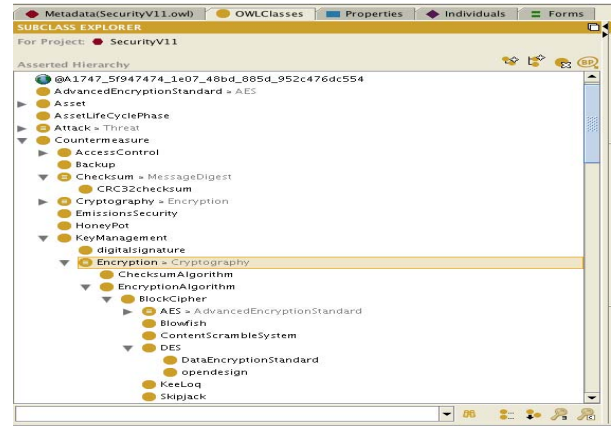 Metadata(SecurityV11.owl) OWLClasses Properties Individuals Forms
SUBCLASS EXPLORER
For Project: SecurityV11
Asserted Hierarchy
@A1747_5f947474_1e07_48bd_885d_952c476dc554
AdvancedEncryptionStandard = AES
Asset
AssetLifeCyclePhase
Attack = Threat
Countermeasure
AccessControl
Backup
Checksum = MessageDigest
CRC32checksum
Cryptography = Encryption
EmissionsSecurity
HoneyPot
KeyManagement
digitalsignature
Encryption = Cryptography
ChecksumAlgorithm
EncryptionAlgorithm
BlockCipher
AES = AdvancedEncryptionStandard
Blowfish
ContentScrambleSystem
DES
DataEncryptionStandard
opendesign
KeeLoq
Skipjack